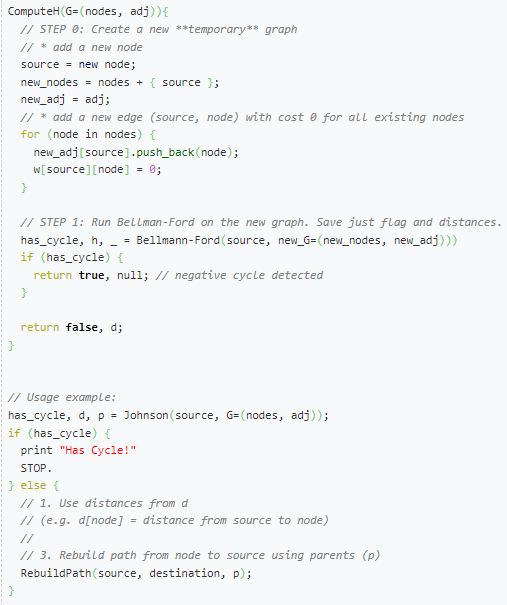 ComputeH(G=(nodes, adj)){
// STEP 0: Create a new **temporary** graph
// * add a new node
source = new node;
new_nodes = nodes + { source };
new_adj = adj;
// * add a new edge (source, node) with cost 0 for all existing nodes
for (node in nodes) {
new_adj[source].push_back(node);
w[source][node] = 0;
}
// STEP 1: Run Bellman-Ford on the new graph. Save just flag and distances.
has_cycle, h, _ = Bellmann-Ford(source, new_G=(new_nodes, new_adj)))
if (has_cycle) {
return true, null; // negative cycle detected
}
return false, d;
}
// Usage example:
has_cycle, d, p = Johnson(source, G=(nodes, adj));
if (has_cycle) {
print "Has Cycle!"
STOP.
} else {
// 1. Use distances from d
// (e.g. d[node] = distance from source to node)
//
// 3. Rebuild path from node to source using parents (p)
RebuildPath(source, destination, p);
}